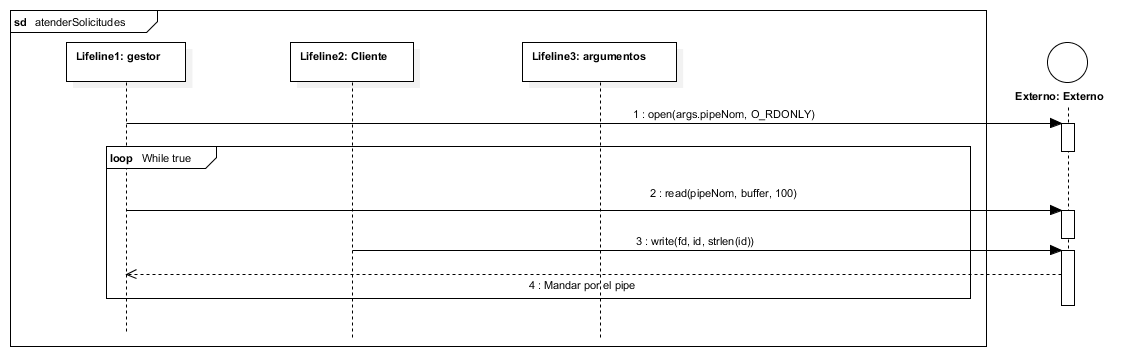 sd atenderSolicitudes
Lifeline1: gestor
Lifeline2: Cliente
Lifeline3: argumentos
Externo: Externo
1 : open(args.pipeNom, O_RDONLY)
loop While true
2 : read(pipeNom, buffer, 100)
3 : write(fd, id, strlen(id))
4 : Mandar por el pipe